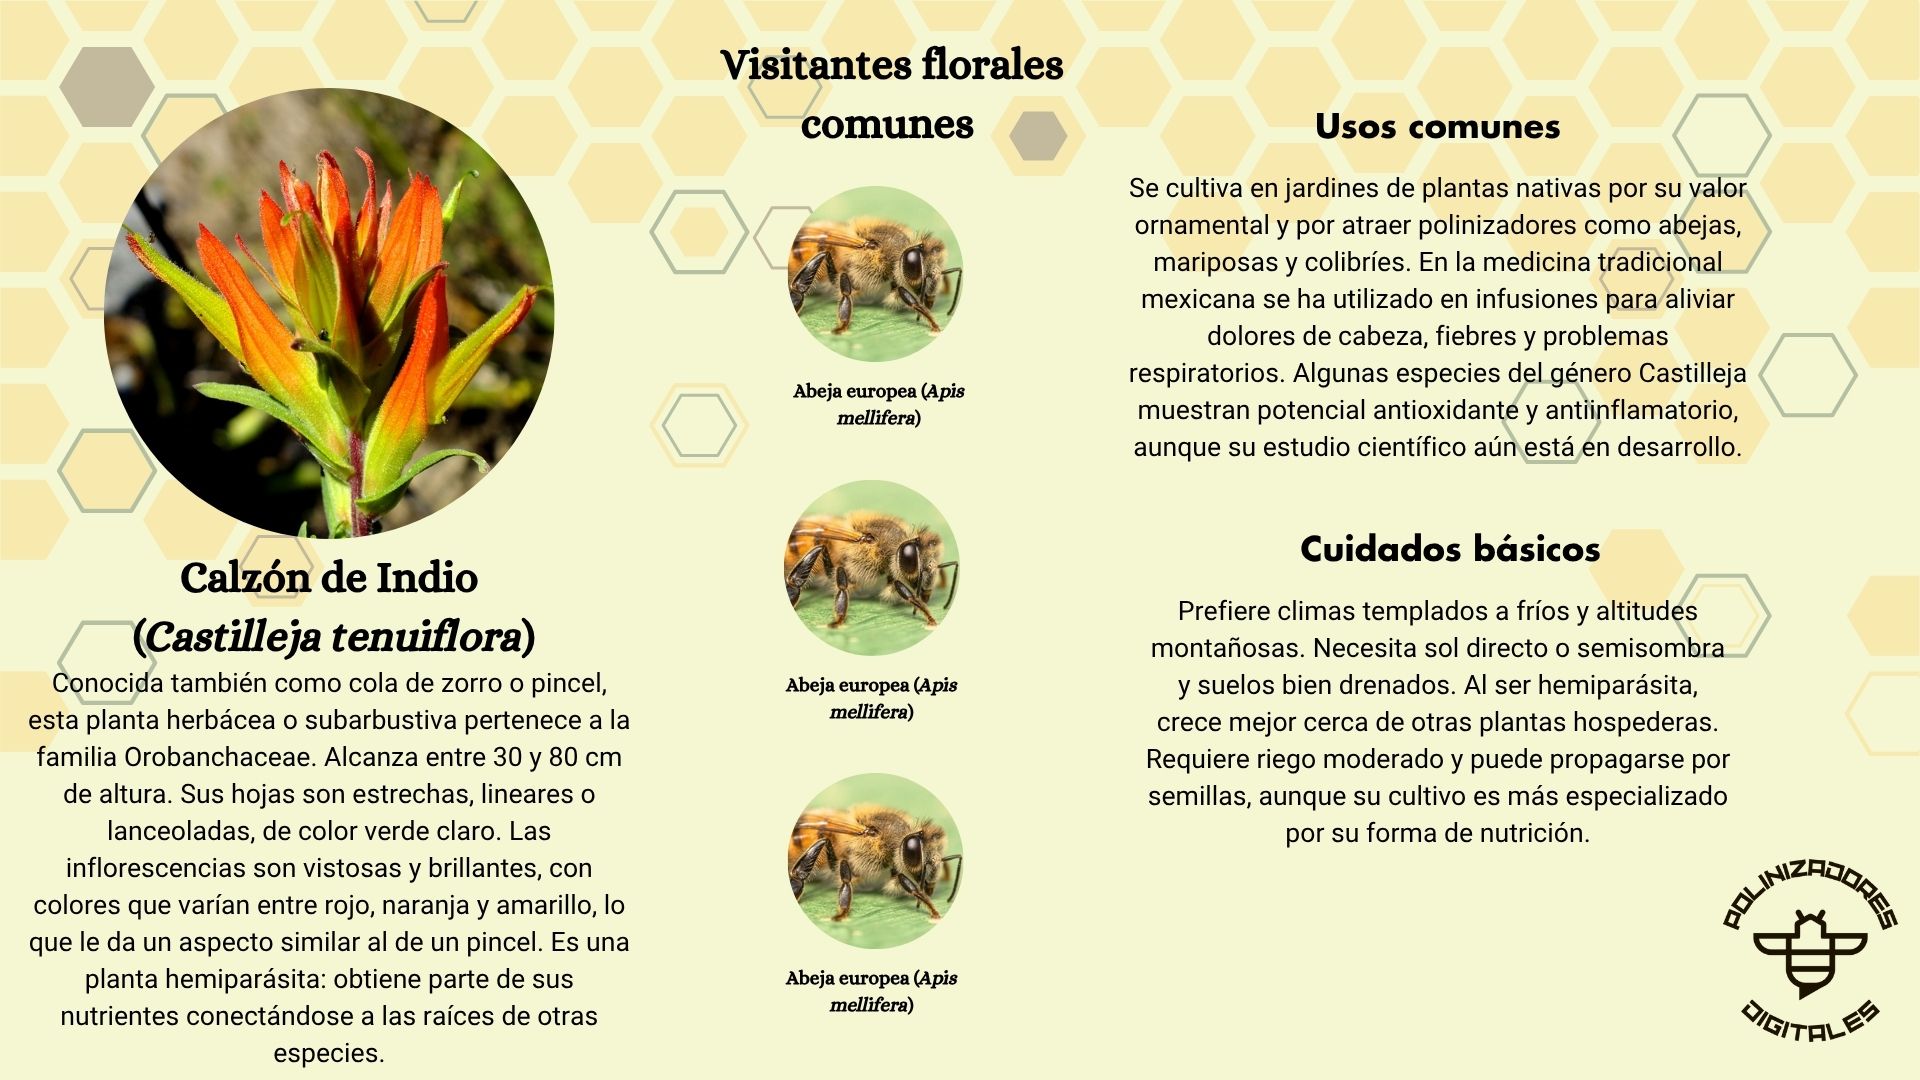 Calzón de Indio
(Castilleja tenuiflora)
Conocida también como cola de zorro o pincel,
esta planta herbácea o subarbustiva pertenece a la
familia Orobanchaceae. Alcanza entre 30 y 80 cm
de altura. Sus hojas son estrechas, lineares o
lanceoladas, de color verde claro. Las
inflorescencias son vistosas y brillantes, con
colores que varían entre rojo, naranja y amarillo, lo
que le da un aspecto similar al de un pincel. Es una
planta hemiparásita: obtiene parte de sus
nutrientes conectándose a las raíces de otras
especies.
Visitantes florales
comunes
Abeja europea (Apis
mellifera)
Abeja europea (Apis
mellifera)
Abeja europea (Apis
mellifera)
Usos comunes
Se cultiva en jardines de plantas nativas por su valor
ornamental y por atraer polinizadores como abejas,
mariposas y colibríes. En la medicina tradicional
mexicana se ha utilizado en infusiones para aliviar
dolores de cabeza, fiebres y problemas
respiratorios. Algunas especies del género Castilleja
muestran potencial antioxidante y antiinflamatorio,
aunque su estudio científico aún está en desarrollo.
Cuidados básicos
Prefiere climas templados a fríos y altitudes
montañosas. Necesita sol directo o semisombra
y suelos bien drenados. Al ser hemiparásita,
crece mejor cerca de otras plantas hospederas.
Requiere riego moderado y puede propagarse por
semillas, aunque su cultivo es más especializado
por su forma de nutrición.
POLINIZADORES
DIGITALES